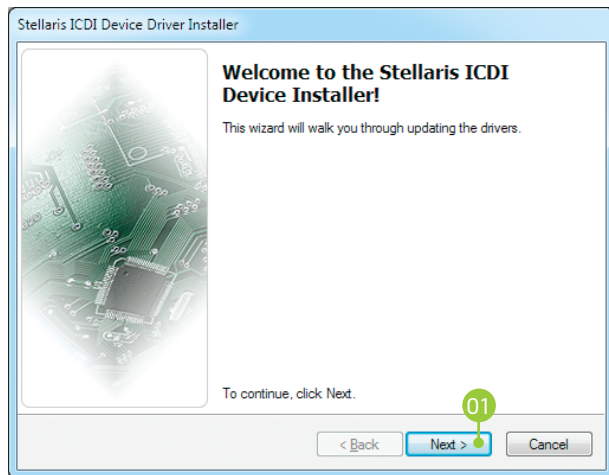 Stellaris ICDI Device Driver Installer
Welcome to the Stellaris ICDI
Device Installer!
This wizard will walk you through updating the drivers.
To continue, click Next.
01
< Back
Next >
Cancel